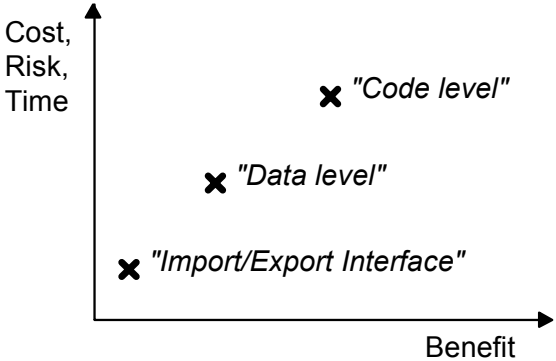 Cost,
Risk,
Time
"Code level"
"Data level"
"Import/Export Interface"
Benefit